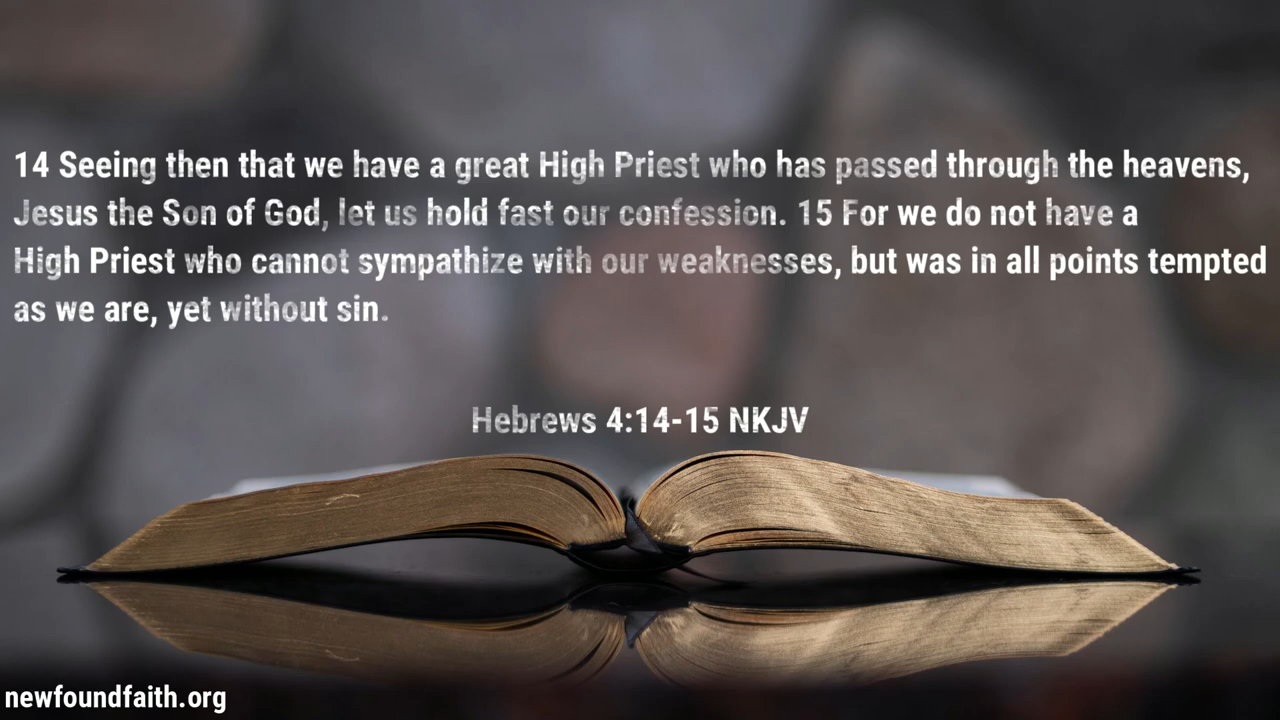 14 Seeing then that we have a great High Priest who has passed through the heavens,
Jesus the Son of God, let us hold fast our confession. 15 For we do not have a
High Priest who cannot sympathize with our weaknesses, but was in all points tempted
as we are, yet without sin.
Hebrews 4:14-15 NKJV
newfoundfaith.org